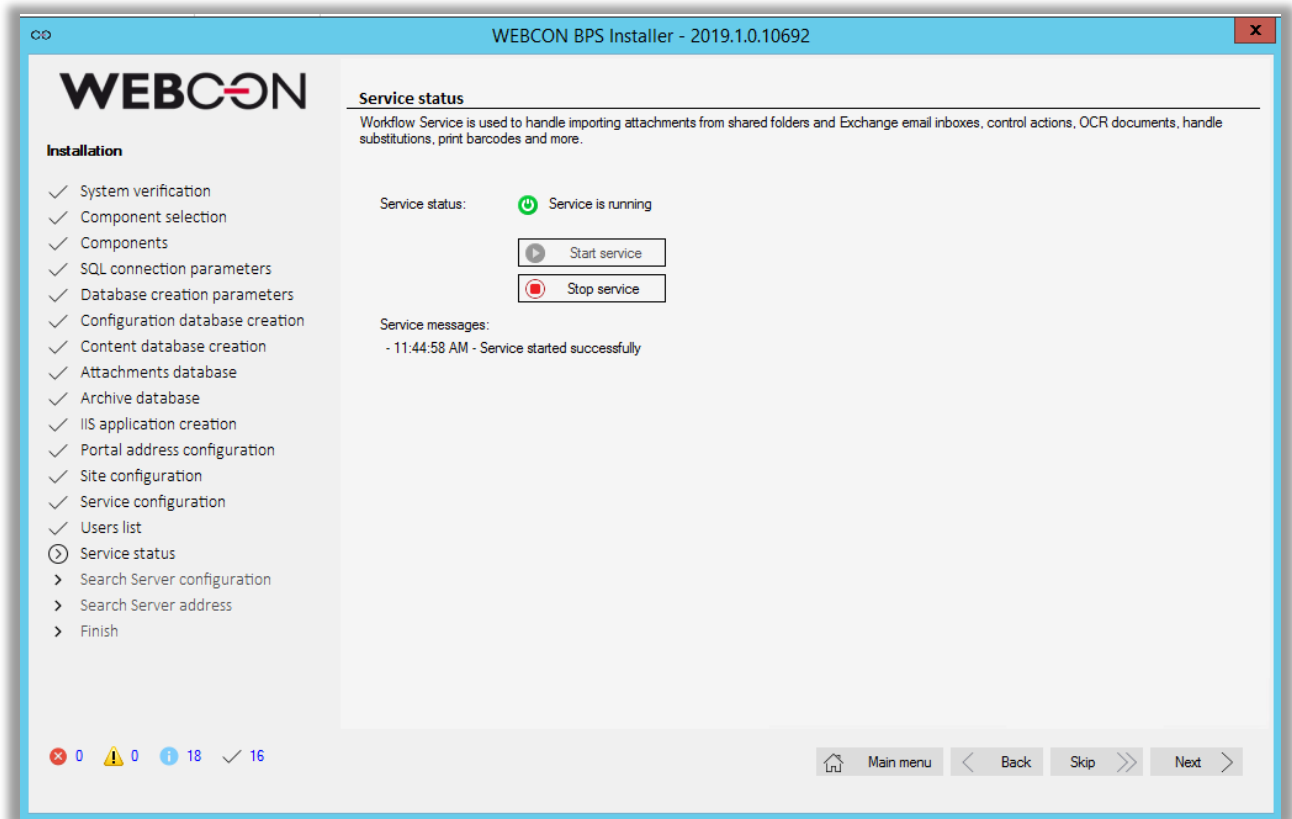 WEBCON BPS Installer - 2019.1.0.10692
x
WEBCON
Installation
System verification
Component selection
Components
SQL connection parameters
Database creation parameters
Configuration database creation
Content database creation
Attachments database
Archive database
IIS application creation
Portal address configuration
Site configuration
Service configuration
Users list
Service status
Search Server configuration
Search Server address
Finish
0 0 18 16
Service status
Workflow Service is used to handle importing attachments from shared folders and Exchange email inboxes, control actions, OCR documents, handle
substitutions, print barcodes and more.
Service status: Service is running
Start service
Stop service
Service messages:
- 11:44:58 AM - Service started successfully
Main menu Back Skip Next